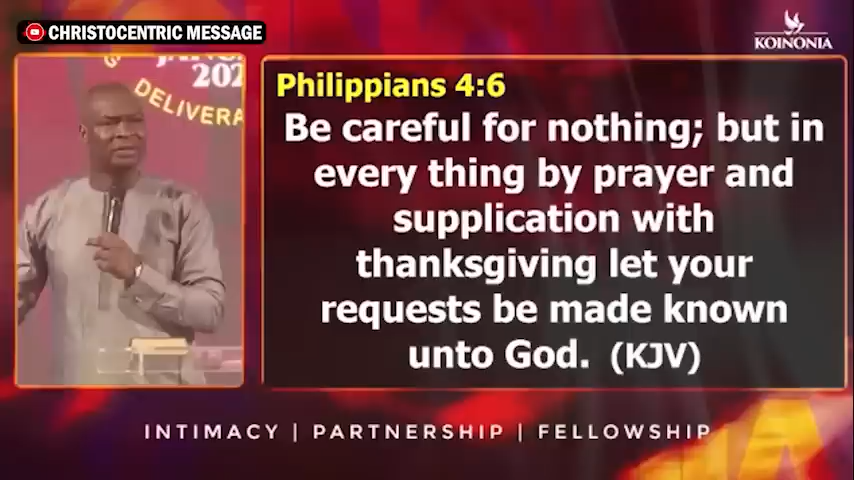 CHRISTOCENTRIC MESSAGE
KOINONIA
202
DELIVERA
Philippians 4:6
Be careful for nothing; but in
every thing by prayer and
supplication with
thanksgiving let your
requests be made known
unto God. (KJV)
INTIMACY | PARTNERSHIP | FELLOWSHIP